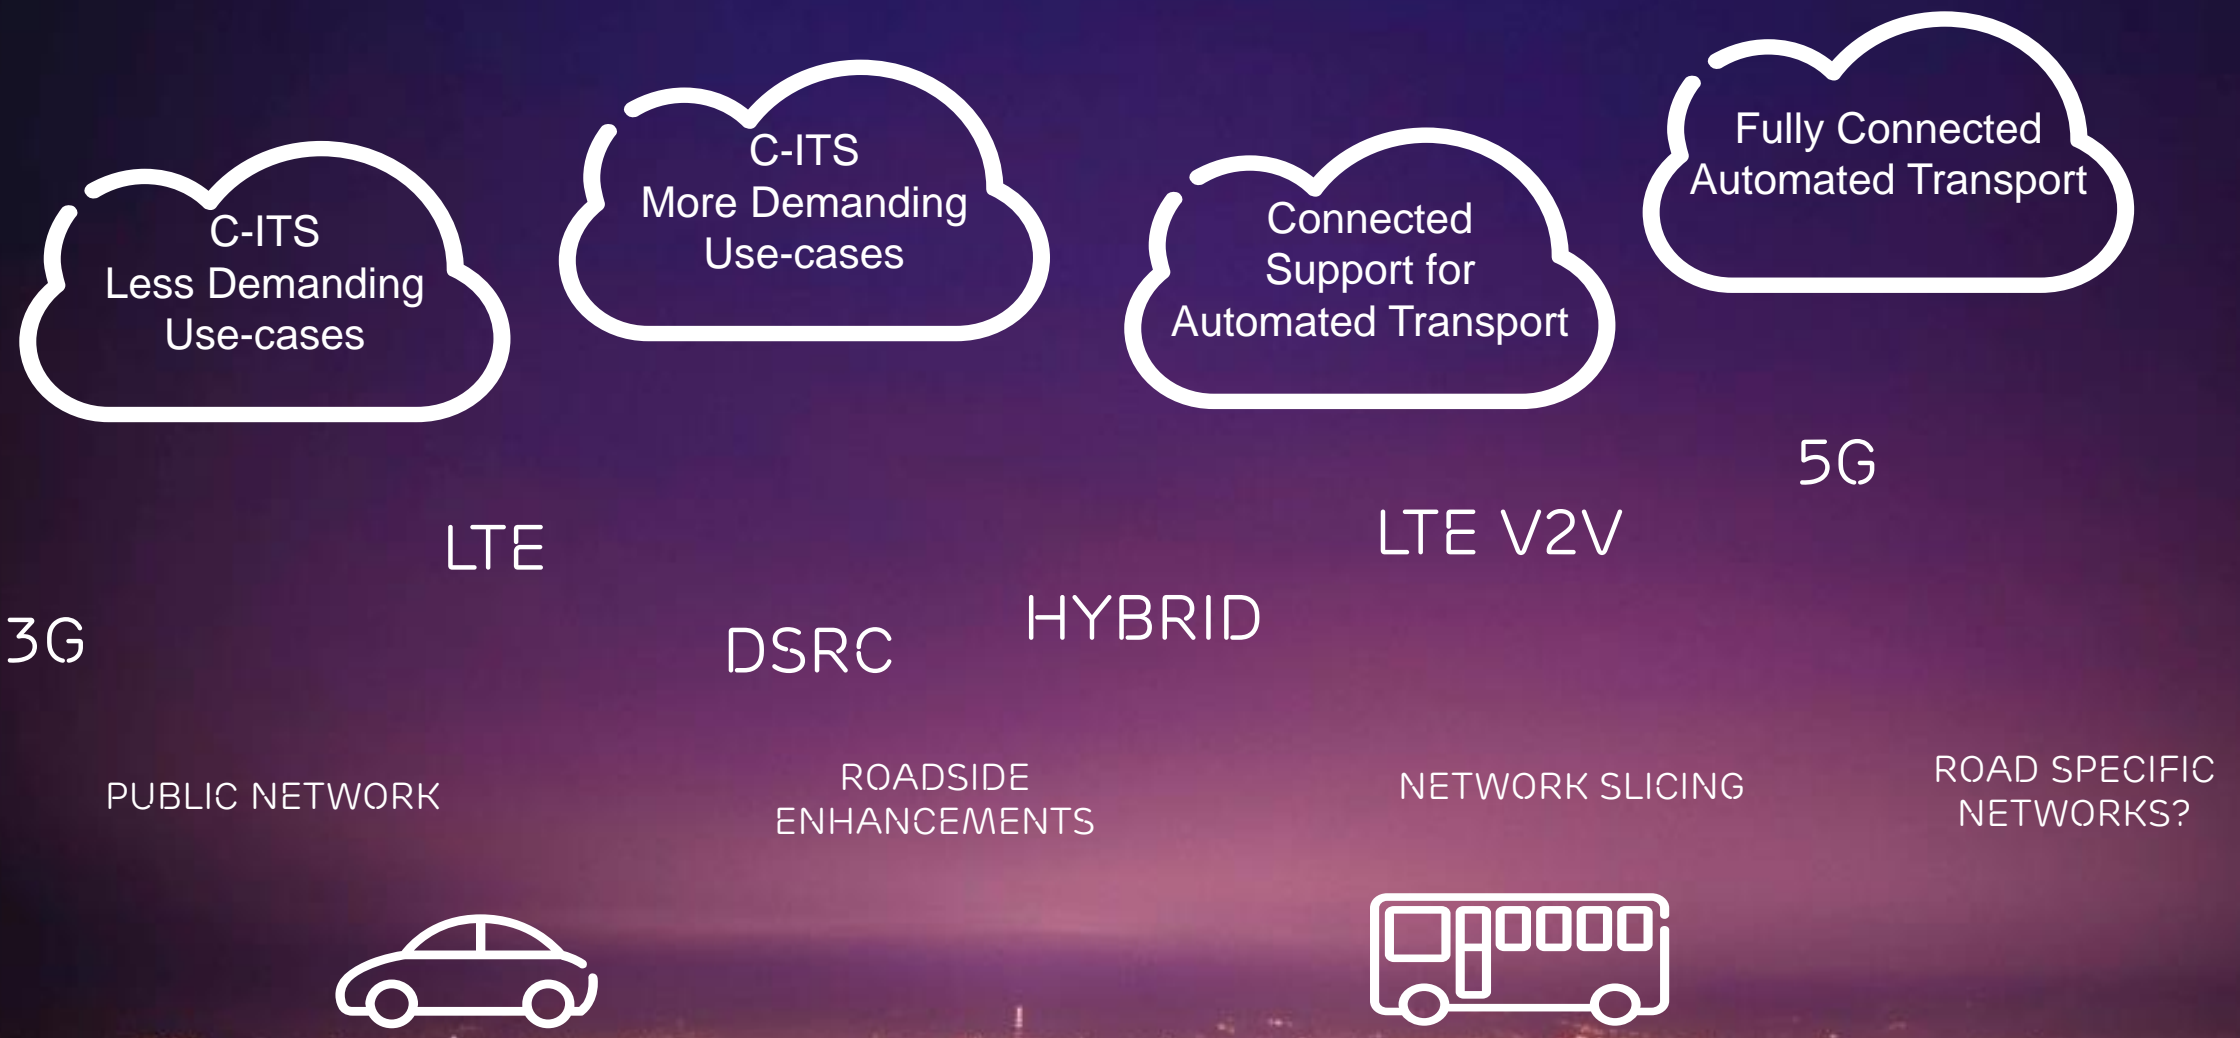 C-ITS
Less Demanding
Use-cases
C-ITS
More Demanding
Use-cases
Connected
Support for
Automated Transport
Fully Connected
Automated Transport
3G
LTE
DSRC
HYBRID
LTE V2V
5G
PUBLIC NETWORK
ROADSIDE
ENHANCEMENTS
NETWORK SLICING
ROAD SPECIFIC
NETWORKS?